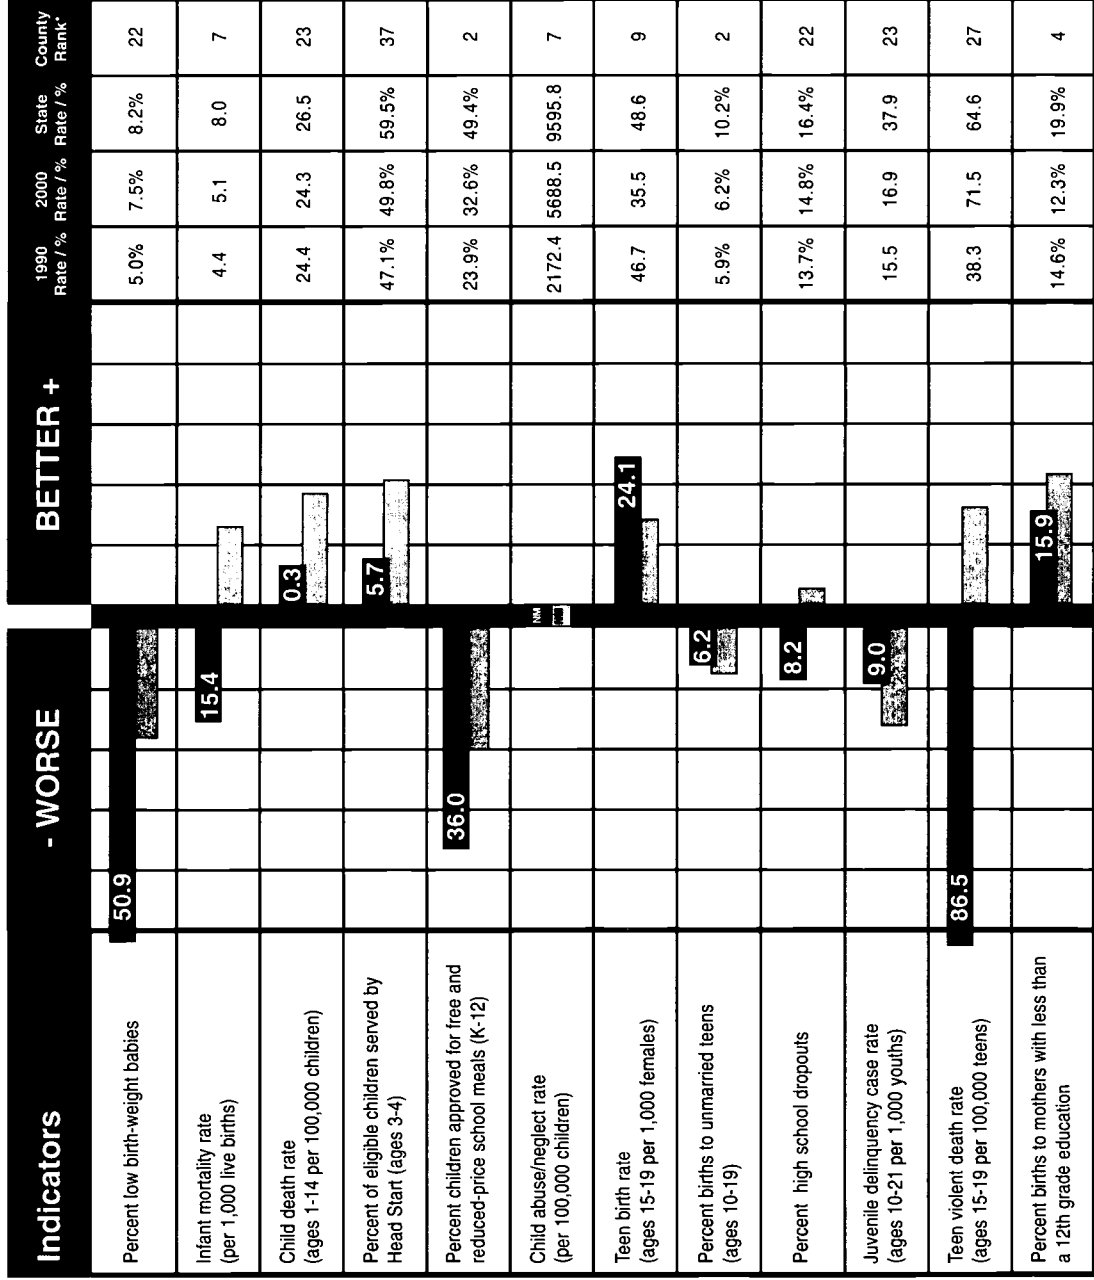 Indicators
- WORSE
BETTER +
1990
Rate / %
2000
Rate / %
State
Rate / %
County
Rank*
Percent low birth-weight babies
50.9
5.0%
7.5%
8.2%
22
Infant mortality rate
(per 1,000 live births)
15.4
4.4
5.1
8.0
7
Child death rate
(ages 1-14 per 100,000 children)
0.3
24.4
24.3
26.5
23
Percent of eligible children served by
Head Start (ages 3-4)
5.7
47.1%
49.8%
59.5%
37
Percent children approved for free and
reduced-price school meals (K-12)
36.0
23.9%
32.6%
49.4%
2
Child abuse/neglect rate
(per 100,000 children)
NM
2172.4
5688.5
9595.8
7
Teen birth rate
(ages 15-19 per 1,000 females)
24.1
46.7
35.5
48.6
9
Percent births to unmarried teens
(ages 10-19)
6.2
5.9%
6.2%
10.2%
2
Percent high school dropouts
8.2
13.7%
14.8%
16.4%
22
Juvenile delinquency case rate
(ages 10-21 per 1,000 youths)
9.0
15.5
16.9
37.9
23
Teen violent death rate
(ages 15-19 per 100,000 teens)
86.5
38.3
71.5
64.6
27
Percent births to mothers with less than
a 12th grade education
15.9
14.6%
12.3%
19.9%
4